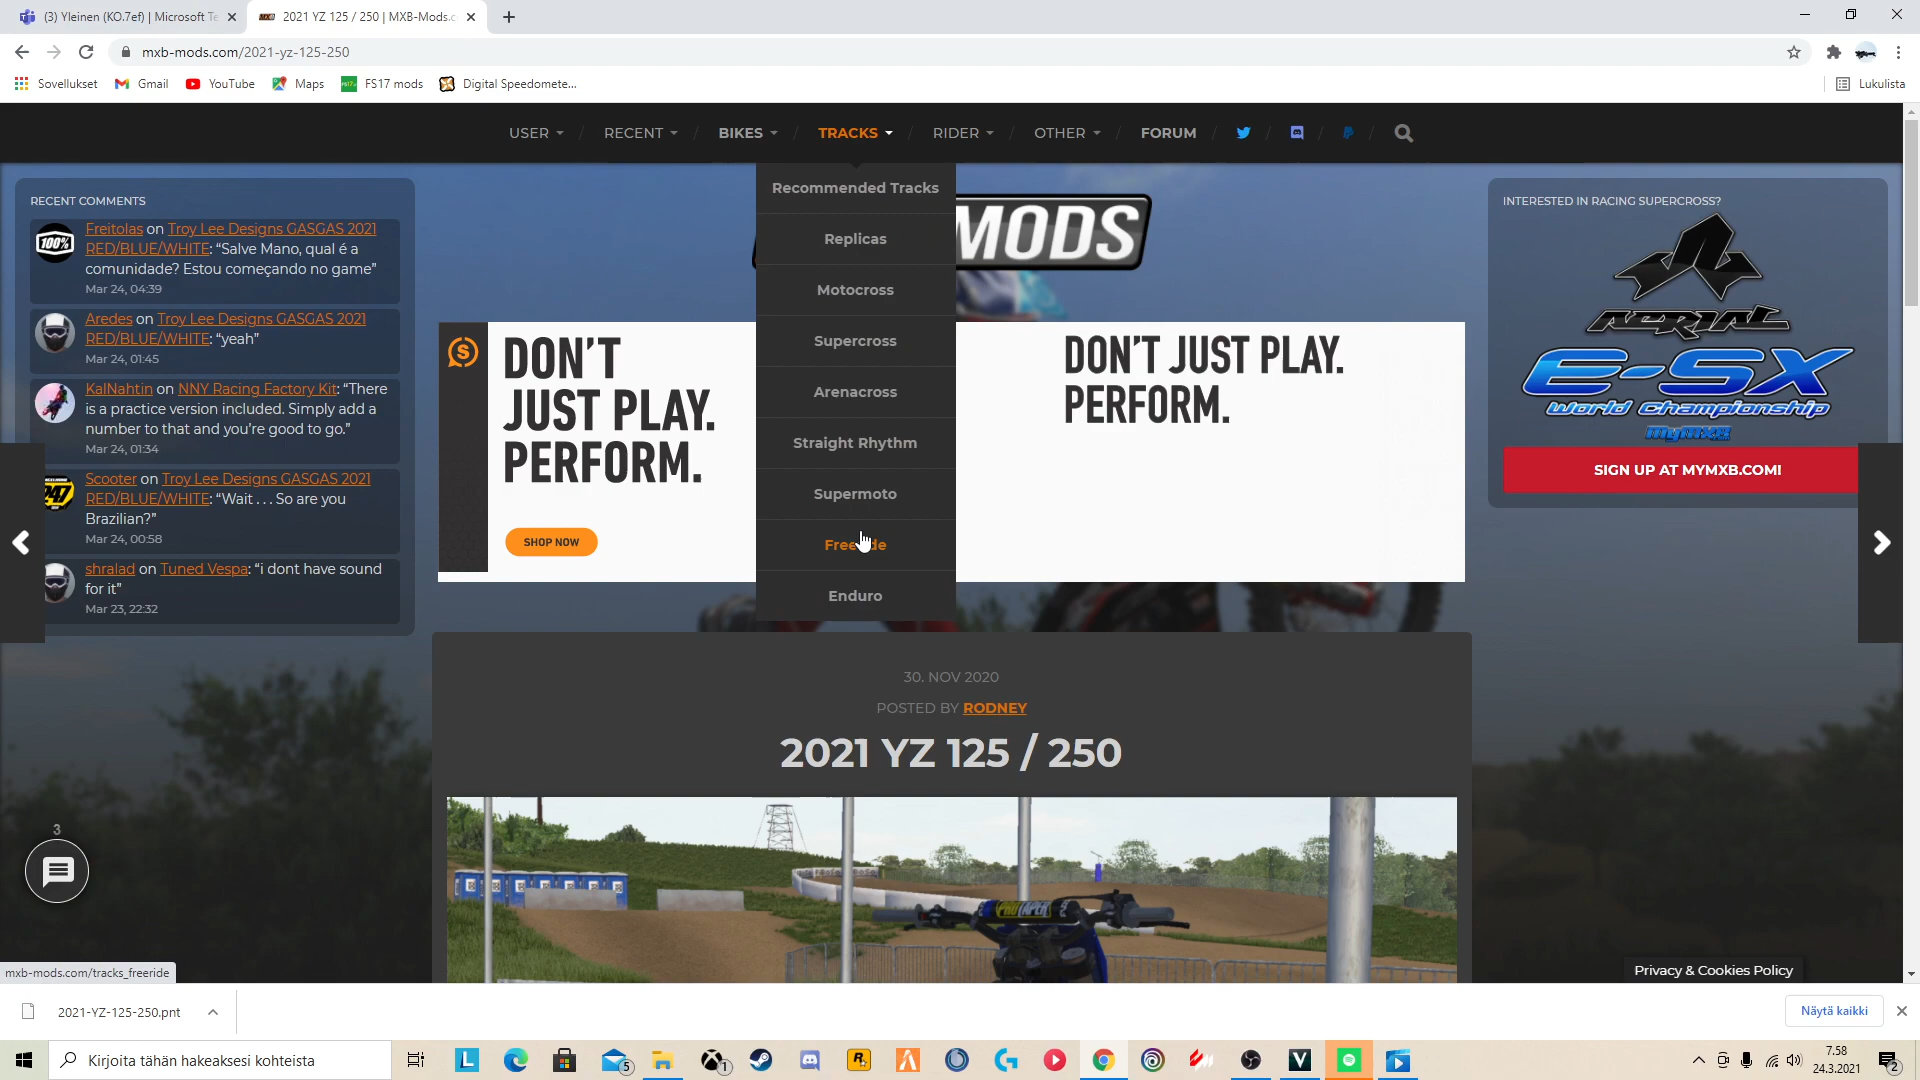 (3) Yleinen (KO.7ef) | Microsoft Te
2021 YZ 125 / 250 | MXB-Mods.c
mxb-mods.com/2021-yz-125-250
Sovellukset
Gmail
YouTube
Maps
FS17 mods
Digital Speedomete...
Lukulista
USER
RECENT
BIKES
TRACKS
RIDER
OTHER
FORUM
Recommended Tracks
Replicas
Motocross
Supercross
Arenacross
Straight Rhythm
Supermoto
Enduro
MODS
RECENT COMMENTS
Freitolas on Troy Lee Designs GASGAS 2021
RED/BLUE/WHITE: “Salve Mano, qual é a
comunidade? Estou começando no game”
Mar 24, 04:39
Aredes on Troy Lee Designs GASGAS 2021
RED/BLUE/WHITE: “yeah”
Mar 24, 01:45
KalNahtin on NNY Racing Factory Kit: “There
is a practice version included. Simply add a
number to that and you’re good to go.”
Mar 24, 01:34
Scooter on Troy Lee Designs GASGAS 2021
RED/BLUE/WHITE: “Wait . . . So are you
Brazilian?”
Mar 24, 00:58
shralad on Tuned Vespa: “i dont have sound
for it”
Mar 23, 22:32
100%
247
DON’T
JUST PLAY.
PERFORM.
SHOP NOW
DON’T JUST PLAY.
PERFORM.
INTERESTED IN RACING SUPERCROSS?
AERIAL
E-SX
World Championship
MyMXB
SIGN UP AT MYMXB.COM!
30. NOV 2020
POSTED BY RODNEY
2021 YZ 125 / 250
PROTAPER
3
mxb-mods.com/tracks_freeride
Privacy & Cookies Policy
2021-YZ-125-250.pnt
Näytä kaikki
Kirjoita tähän hakeaksesi kohteista
5
1
7.58
24.3.2021
2